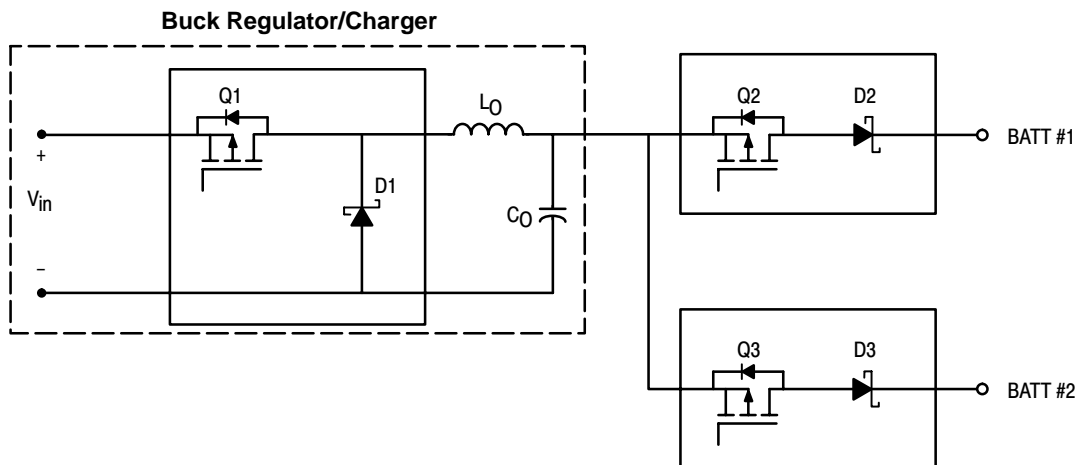 Buck Regulator/Charger
Q1
LO
Q2
D2
BATT #1
+
Vin
D1
CO
–
Q3
D3
BATT #2